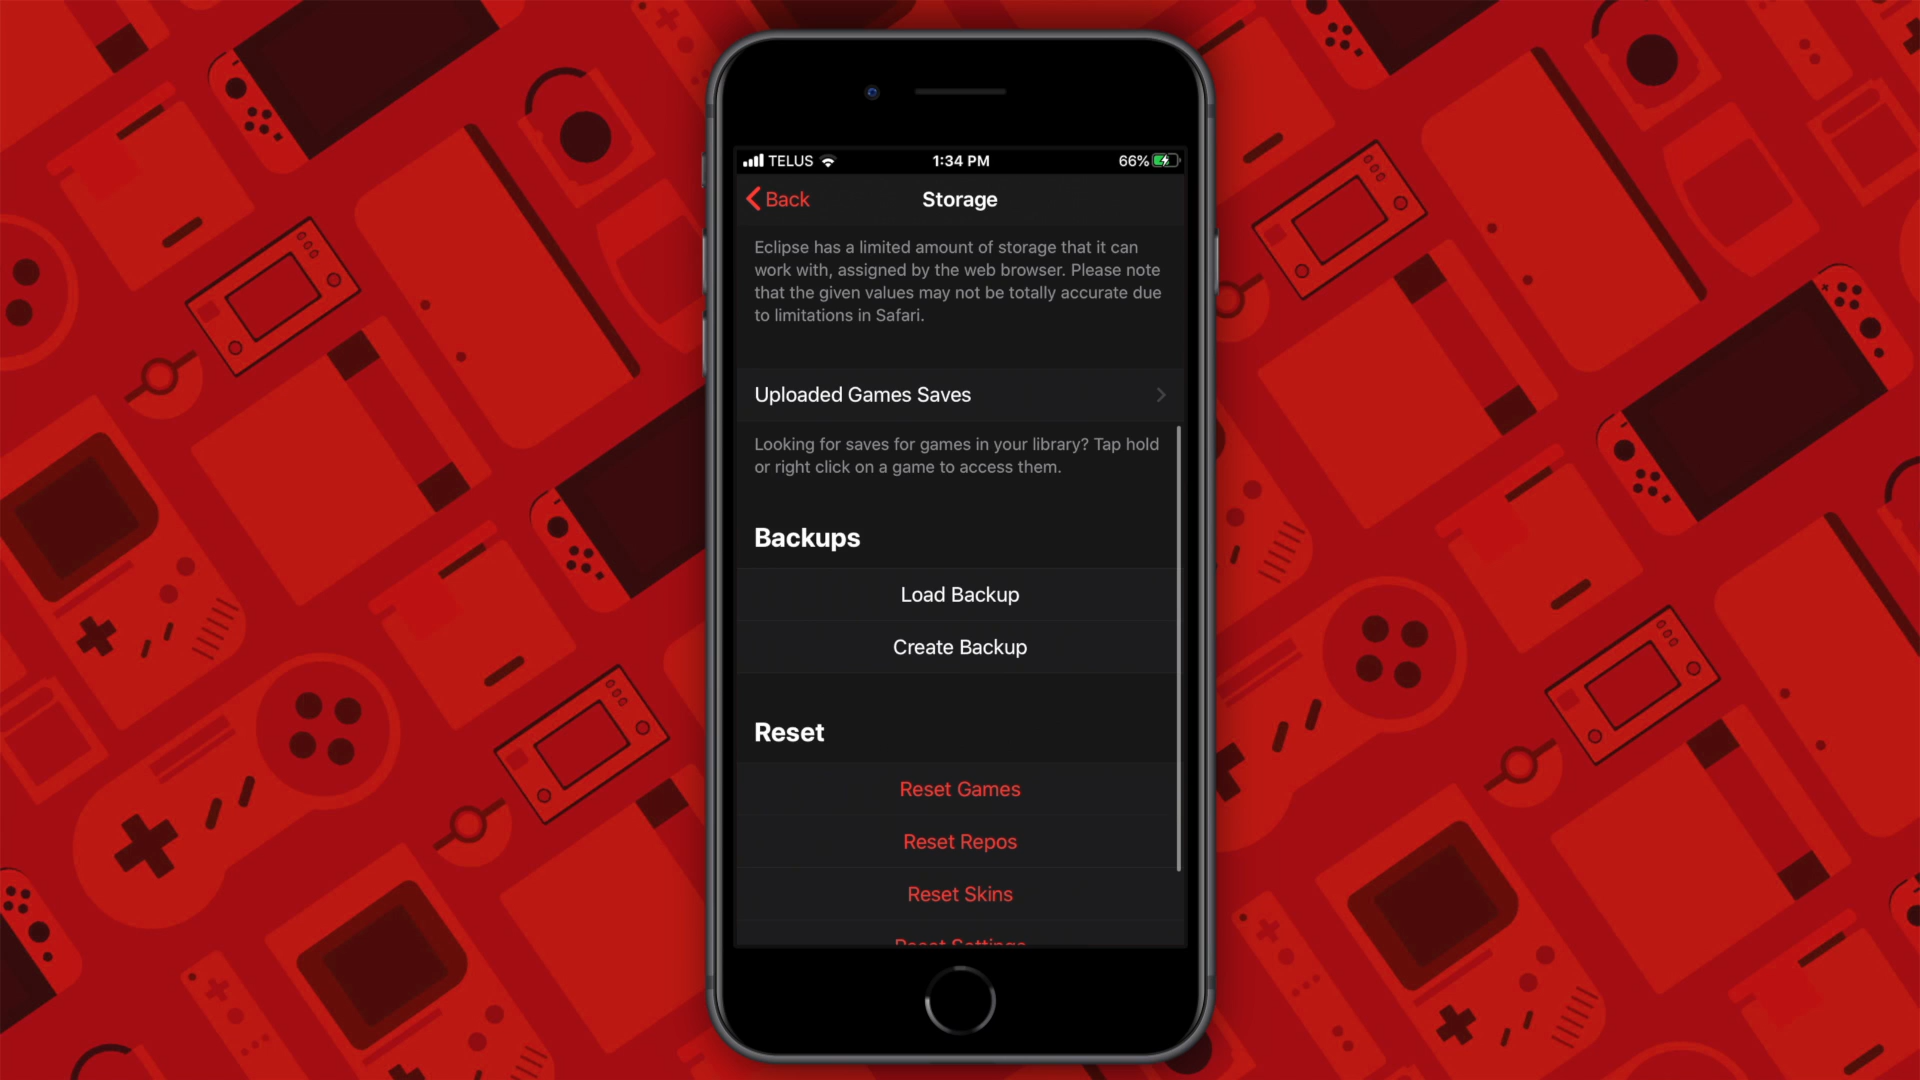 TELUS 1:34 PM 66%
Back Storage
Eclipse has a limited amount of storage that it can
work with, assigned by the web browser. Please note
that the given values may not be totally accurate due
to limitations in Safari.
Uploaded Games Saves
Looking for saves for games in your library? Tap hold
or right click on a game to access them.
Backups
Load Backup
Create Backup
Reset
Reset Games
Reset Repos
Reset Skins
Reset Settings